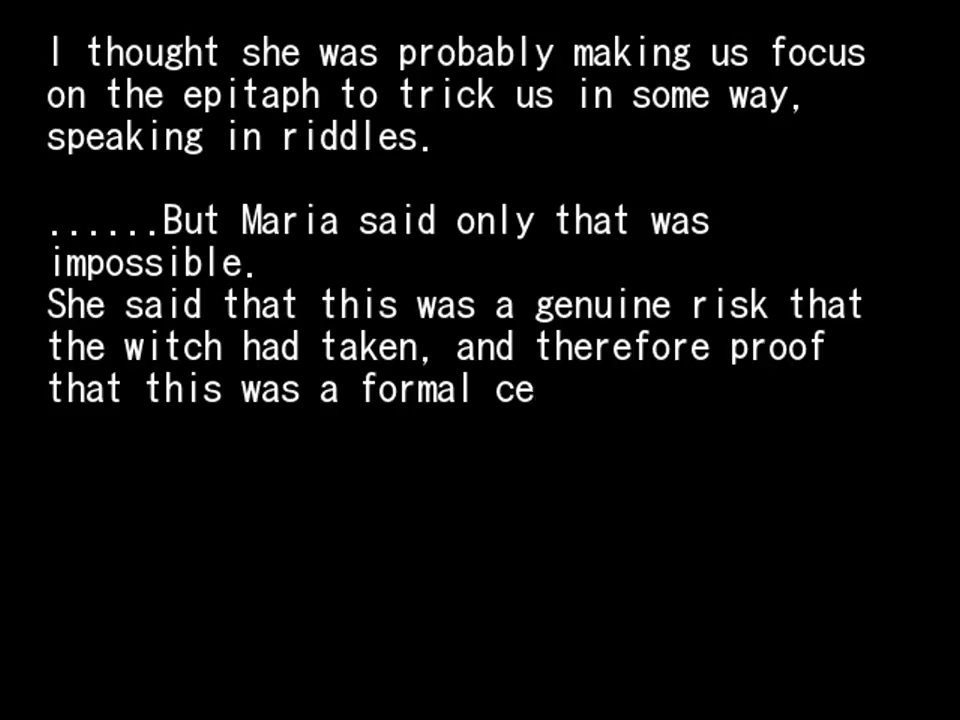 I thought she was probably making us focus
on the epitaph to trick us in some way,
speaking in riddles.
......But Maria said only that was
impossible.
She said that this was a genuine risk that
the witch had taken, and therefore proof
that this was a formal ce